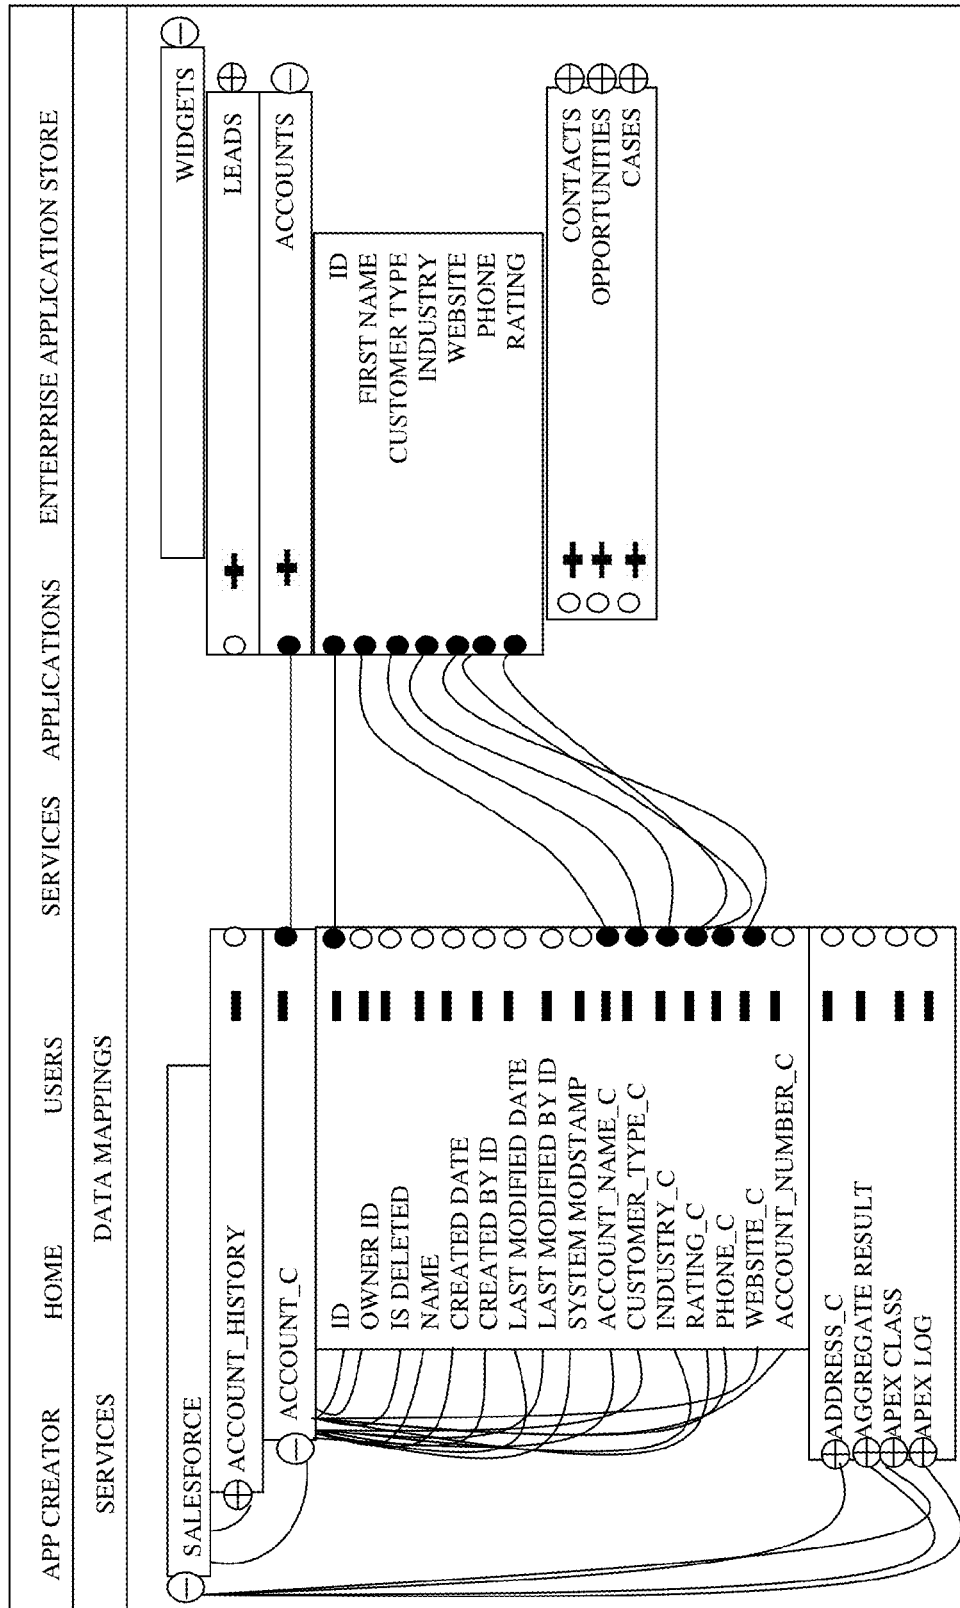 APP CREATOR HOME USERS SERVICES APPLICATIONS ENTERPRISE APPLICATION STORE
SERVICES DATA MAPPINGS
SALESFORCE
ACCOUNT_HISTORY
ACCOUNT_C
ID
OWNER ID
IS DELETED
NAME
CREATED DATE
CREATED BY ID
LAST MODIFIED DATE
LAST MODIFIED BY ID
SYSTEM MODSTAMP
ACCOUNT_NAME_C
CUSTOMER_TYPE_C
INDUSTRY_C
RATING_C
PHONE_C
WEBSITE_C
ACCOUNT_NUMBER_C
ADDRESS_C
AGGREGATE RESULT
APEX CLASS
APEX LOG
WIDGETS
LEADS
ACCOUNTS
ID
FIRST NAME
CUSTOMER TYPE
INDUSTRY
WEBSITE
PHONE
RATING
CONTACTS
OPPORTUNITIES
CASES